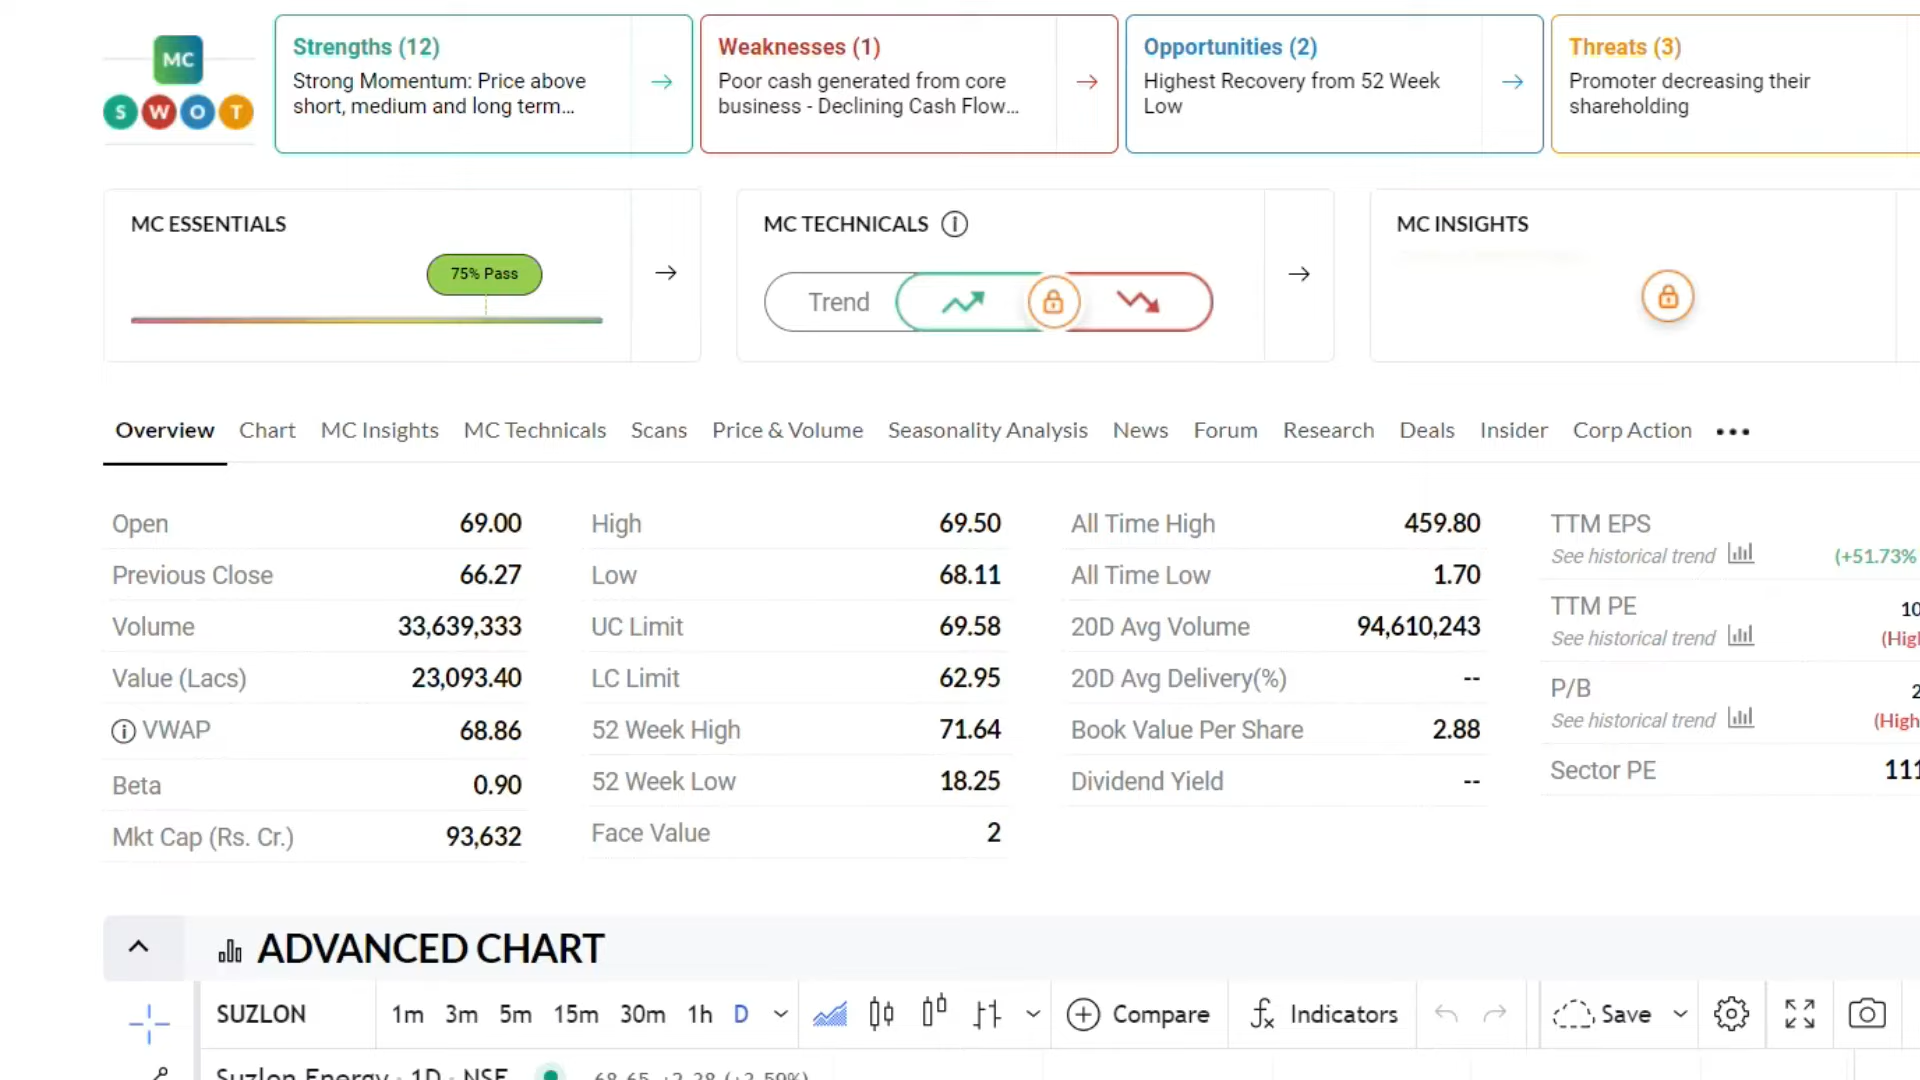 MC
S W O T
Strengths (12)
Strong Momentum: Price above
short, medium and long term...
Weaknesses (1)
Poor cash generated from core
business - Declining Cash Flow...
Opportunities (2)
Highest Recovery from 52 Week
Low
Threats (3)
Promoter decreasing their
shareholding
MC ESSENTIALS
75% Pass
MC TECHNICALS
Trend
MC INSIGHTS
Overview Chart MC Insights MC Technicals Scans Price & Volume Seasonality Analysis News Forum Research Deals Insider Corp Action
Open 69.00
Previous Close 66.27
Volume 33,639,333
Value (Lacs) 23,093.40
VWAP 68.86
Beta 0.90
Mkt Cap (Rs. Cr.) 93,632
High 69.50
Low 68.11
UC Limit 69.58
LC Limit 62.95
52 Week High 71.64
52 Week Low 18.25
Face Value 2
All Time High 459.80
All Time Low 1.70
20D Avg Volume 94,610,243
20D Avg Delivery(%) --
Book Value Per Share 2.88
Dividend Yield --
TTM EPS
See historical trend (+51.73%
TTM PE 10
See historical trend (High
P/B 2
See historical trend (High
Sector PE 111
ADVANCED CHART
SUZLON 1m 3m 5m 15m 30m 1h D Compare Indicators Save
Suzlon Energy · 1D · NSE